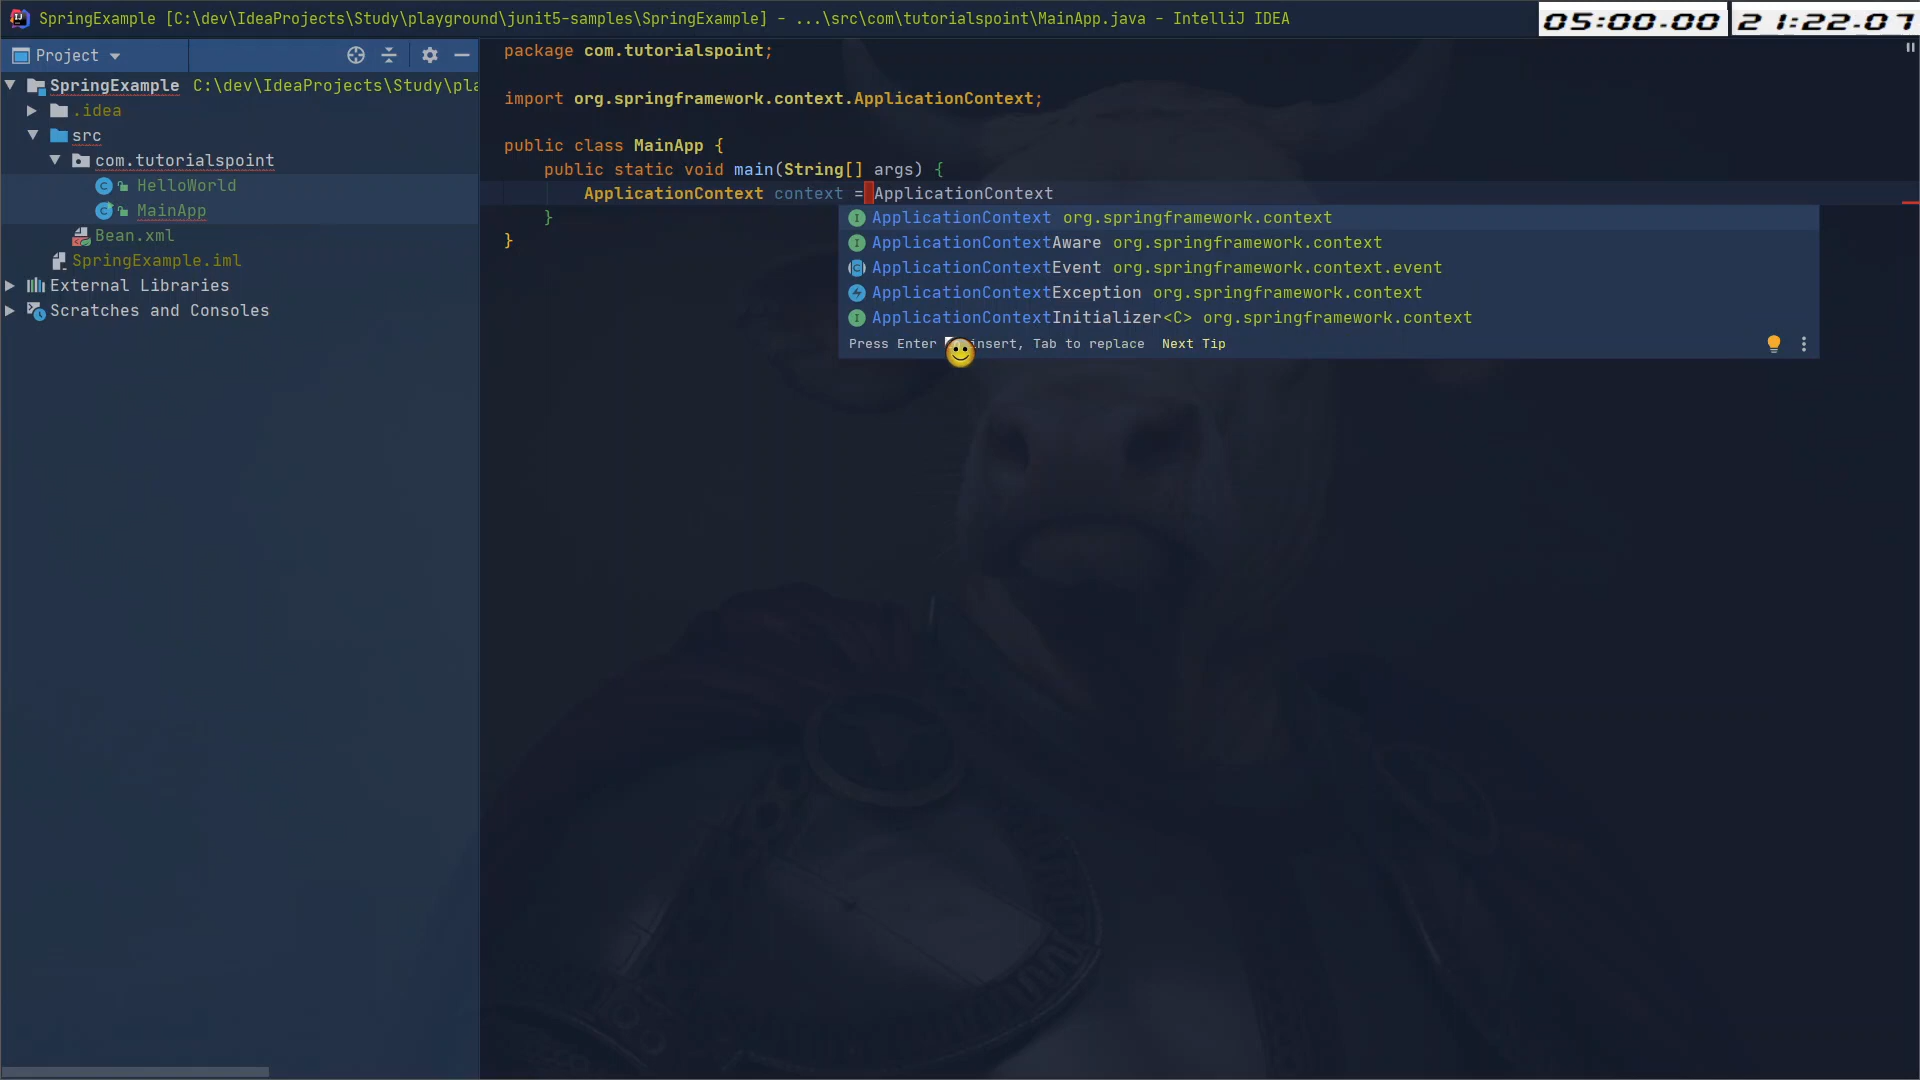 SpringExample [C:\dev\IdeaProjects\Study\playground\junit5-samples\SpringExample] - ...\src\com\tutorialspoint\MainApp.java - IntelliJ IDEA
05:00.00
21:22.07
Project
SpringExample C:\dev\IdeaProjects\Study\pla
.idea
src
com.tutorialspoint
HelloWorld
MainApp
Bean.xml
SpringExample.iml
External Libraries
Scratches and Consoles
package com.tutorialspoint;
import org.springframework.context.ApplicationContext;
public class MainApp {
public static void main(String[] args) {
ApplicationContext context = ApplicationContext
}
}
ApplicationContext org.springframework.context
ApplicationContextAware org.springframework.context
ApplicationContextEvent org.springframework.context.event
ApplicationContextException org.springframework.context
ApplicationContextInitializer<C> org.springframework.context
Press Enter insert, Tab to replace Next Tip